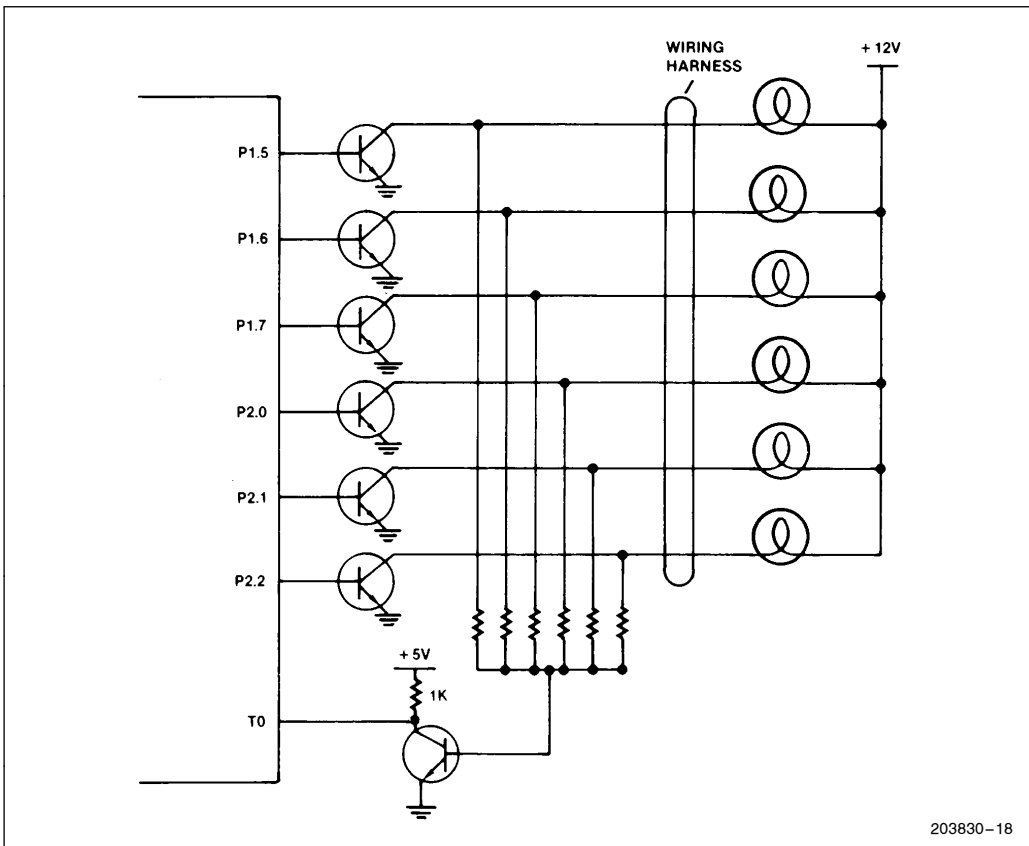 WIRING
HARNESS
+ 12V
P1.5
P1.6
P1.7
P2.0
P2.1
P2.2
+ 5V
1K
T0
203830–18